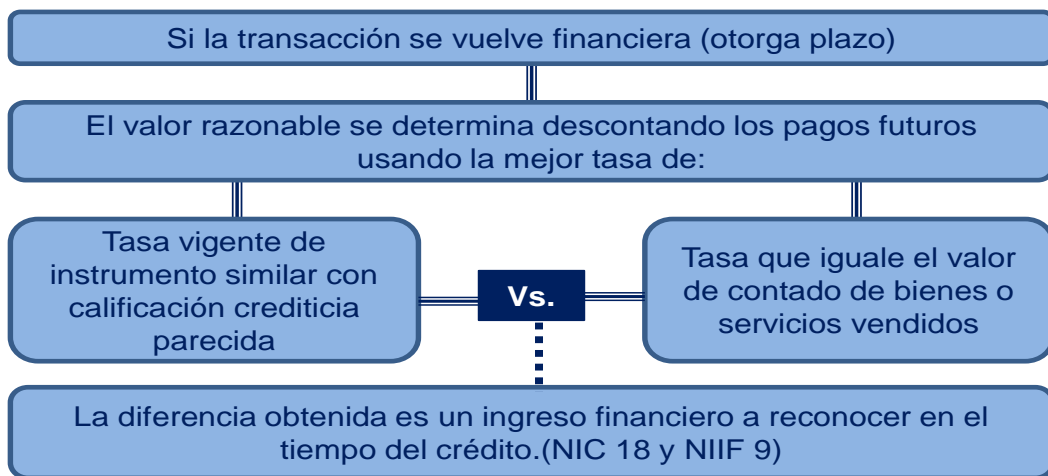 Si la transacción se vuelve financiera (otorga plazo)
El valor razonable se determina descontando los pagos futuros
usando la mejor tasa de:
Tasa vigente de
instrumento similar con
calificación crediticia
parecida
Vs.
Tasa que iguale el valor
de contado de bienes o
servicios vendidos
La diferencia obtenida es un ingreso financiero a reconocer en el
tiempo del crédito.(NIC 18 y NIIF 9)